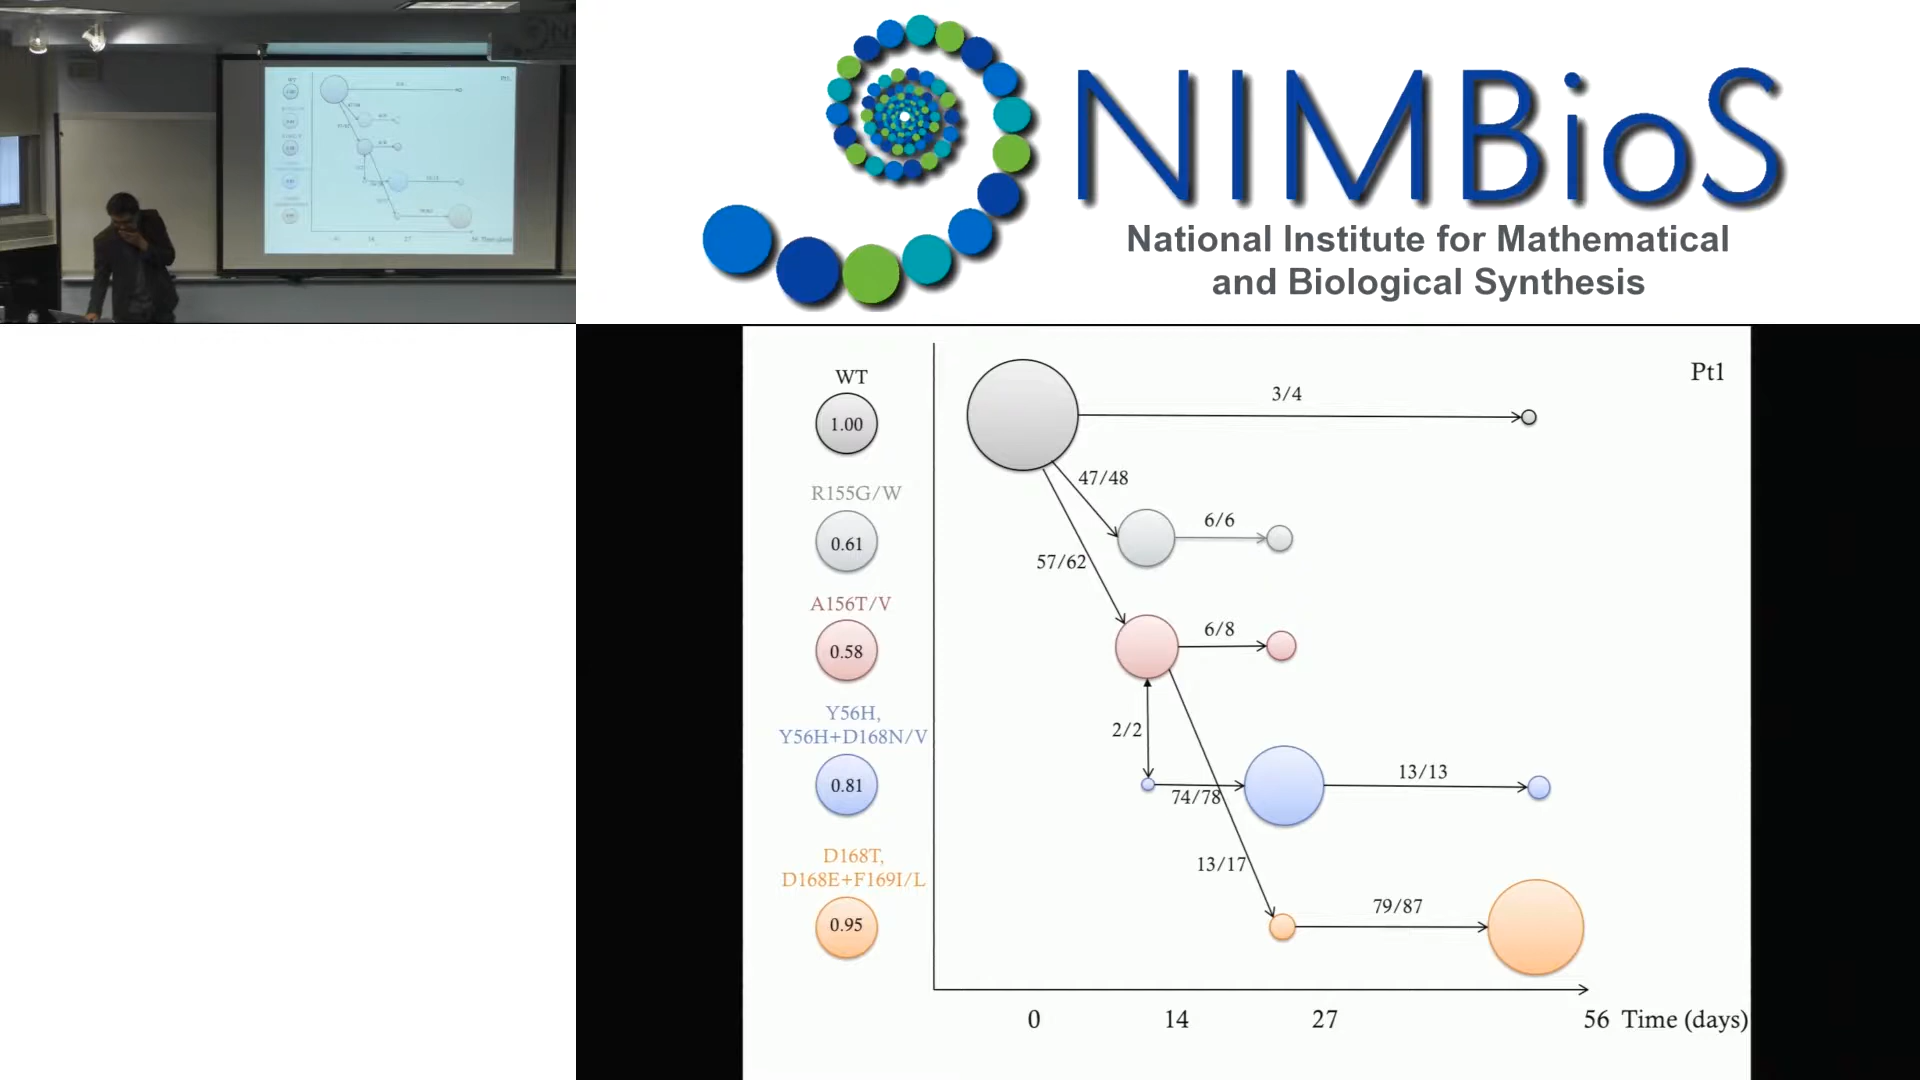 NIMBioS
National Institute for Mathematical
and Biological Synthesis
Pt1
WT
1.00
3/4
47/48
R155G/W
0.61
6/6
57/62
A156T/V
0.58
6/8
Y56H,
Y56H+D168N/V
0.81
2/2
74/78
13/13
D168T,
D168E+F169I/L
0.95
13/17
79/87
0 14 27 56 Time (days)